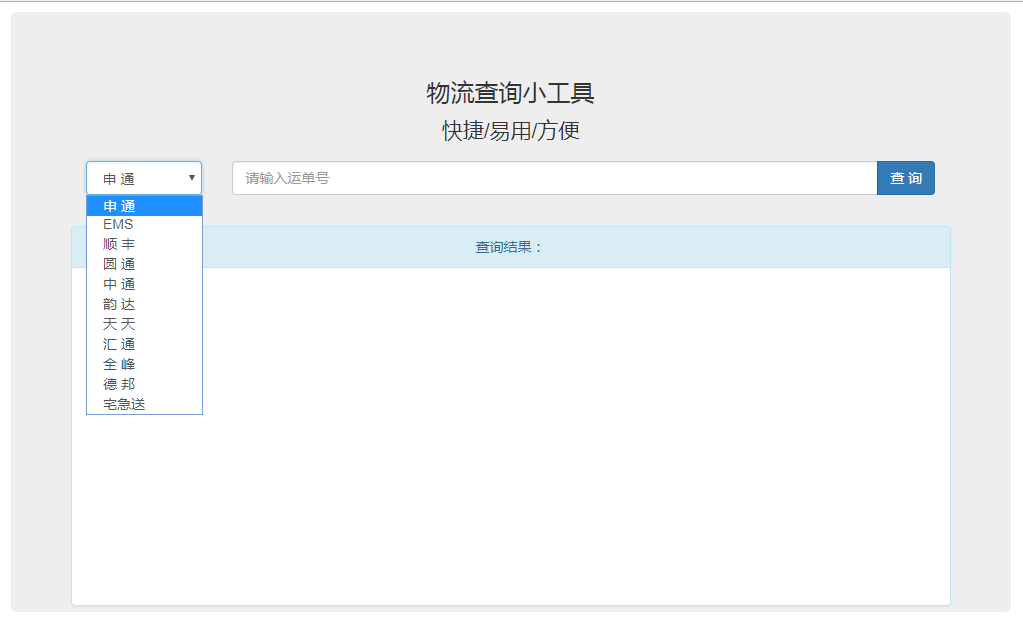 物流查询小工具
快捷/易用/方便
申 通
请输入运单号
查 询
申 通
EMS
顺 丰
圆 通
中 通
韵 达
天 天
汇 通
全 峰
德 邦
宅急送
查询结果：